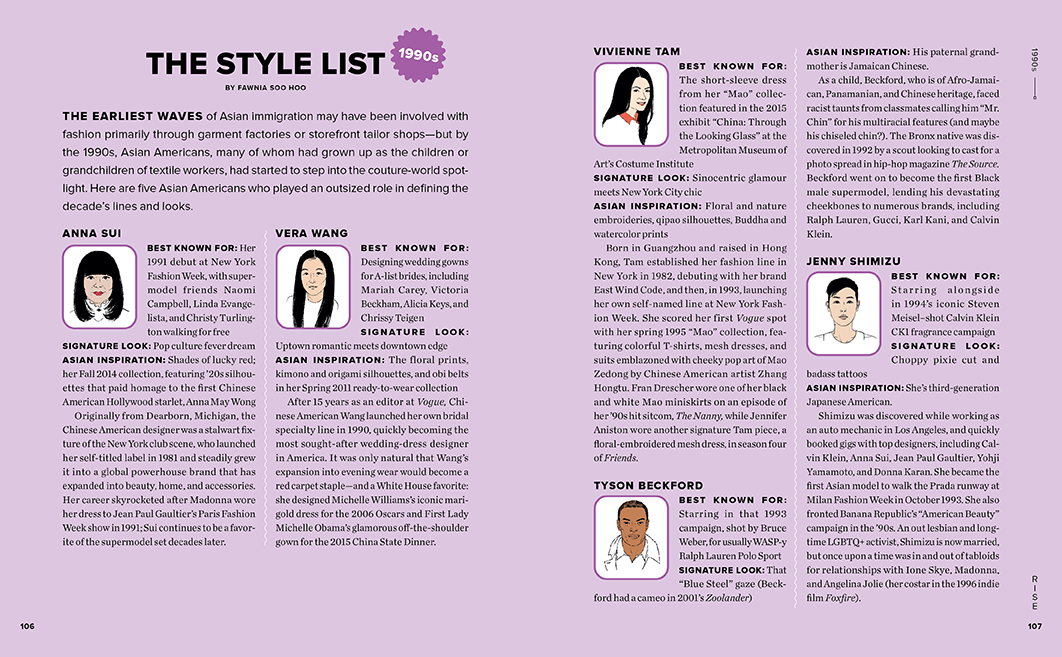 THE STYLE LIST
1990s
BY FAWNIA SOO HOO
THE EARLIEST WAVES of Asian immigration may have been involved with
fashion primarily through garment factories or storefront tailor shops—but by
the 1990s, Asian Americans, many of whom had grown up as the children or
grandchildren of textile workers, had started to step into the couture-world spot-
light. Here are five Asian Americans who played an outsized role in defining the
decade's lines and looks.
ANNA SUI
BEST KNOWN FOR: Her
1991 debut at New York
Fashion Week, with super-
model friends Naomi
Campbell, Linda Evange-
lista, and Christy Turling-
ton walking for free
SIGNATURE LOOK: Pop culture fever dream
ASIAN INSPIRATION: Shades of lucky red;
her Fall 2014 collection, featuring '20s silhou-
ettes that paid homage to the first Chinese
American Hollywood starlet, Anna May Wong
Originally from Dearborn, Michigan, the
Chinese American designer was a stalwart fix-
ture of the New York club scene, who launched
her self-titled label in 1981 and steadily grew
it into a global powerhouse brand that has
expanded into beauty, home, and accessories.
Her career skyrocketed after Madonna wore
her dress to Jean Paul Gaultier's Paris Fashion
Week show in 1991; Sui continues to be a favor-
ite of the supermodel set decades later.
VERA WANG
BEST KNOWN FOR:
Designing wedding gowns
for A-list brides, including
Mariah Carey, Victoria
Beckham, Alicia Keys, and
Chrissy Teigen
SIGNATURE LOOK:
Uptown romantic meets downtown edge
ASIAN INSPIRATION: The floral prints,
kimono and origami silhouettes, and obi belts
in her Spring 2011 ready-to-wear collection
After 15 years as an editor at Vogue, Chi-
nese American Wang launched her own bridal
specialty line in 1990, quickly becoming the
most sought-after wedding-dress designer
in America. It was only natural that Wang's
expansion into evening wear would become a
red carpet staple—and a White House favorite:
she designed Michelle Williams's iconic mari-
gold dress for the 2006 Oscars and First Lady
Michelle Obama's glamorous off-the-shoulder
gown for the 2015 China State Dinner.
106
VIVIENNE TAM
BEST KNOWN FOR:
The short-sleeve dress
from her "Mao" collec-
tion featured in the 2015
exhibit "China: Through
the Looking Glass" at the
Metropolitan Museum of
Art's Costume Institute
SIGNATURE LOOK: Sinocentric glamour
meets New York City chic
ASIAN INSPIRATION: Floral and nature
embroideries, qipao silhouettes, Buddha and
watercolor prints
Born in Guangzhou and raised in Hong
Kong, Tam established her fashion line in
New York in 1982, debuting with her brand
East Wind Code, and then, in 1993, launching
her own self-named line at New York Fash-
ion Week. She scored her first Vogue spot
with her spring 1995 "Mao" collection, fea-
turing colorful T-shirts, mesh dresses, and
suits emblazoned with cheeky pop art of Mao
Zedong by Chinese American artist Zhang
Hongtu. Fran Drescher wore one of her black
and white Mao miniskirts on an episode of
her '90s hit sitcom, The Nanny, while Jennifer
Aniston wore another signature Tam piece, a
floral-embroidered mesh dress, in season four
of Friends.
TYSON BECKFORD
BEST KNOWN FOR:
Starring in that 1993
campaign, shot by Bruce
Weber, for usually WASP-y
Ralph Lauren Polo Sport
SIGNATURE LOOK: That
"Blue Steel" gaze (Beck-
ford had a cameo in 2001's Zoolander)
ASIAN INSPIRATION: His paternal grand-
mother is Jamaican Chinese.
As a child, Beckford, who is of Afro-Jamai-
can, Panamanian, and Chinese heritage, faced
racist taunts from classmates calling him "Mr.
Chin" for his multiracial features (and maybe
his chiseled chin?). The Bronx native was dis-
covered in 1992 by a scout looking to cast for a
photo spread in hip-hop magazine The Source.
Beckford went on to become the first Black
male supermodel, lending his devastating
cheekbones to numerous brands, including
Ralph Lauren, Gucci, Karl Kani, and Calvin
Klein.
JENNY SHIMIZU
BEST KNOWN FOR:
Starring alongside
in 1994's iconic Steven
Meisel–shot Calvin Klein
CK1 fragrance campaign
SIGNATURE LOOK:
Choppy pixie cut and
badass tattoos
ASIAN INSPIRATION: She's third-generation
Japanese American.
Shimizu was discovered while working as
an auto mechanic in Los Angeles, and quickly
booked gigs with top designers, including Cal-
vin Klein, Anna Sui, Jean Paul Gaultier, Yohji
Yamamoto, and Donna Karan. She became the
first Asian model to walk the Prada runway at
Milan Fashion Week in October 1993. She also
fronted Banana Republic's "American Beauty"
campaign in the '90s. An out lesbian and long-
time LGBTQ+ activist, Shimizu is now married,
but once upon a time was in and out of tabloids
for relationships with Ione Skye, Madonna,
and Angelina Jolie (her costar in the 1996 indie
film Foxfire).
1990s
RISE
107